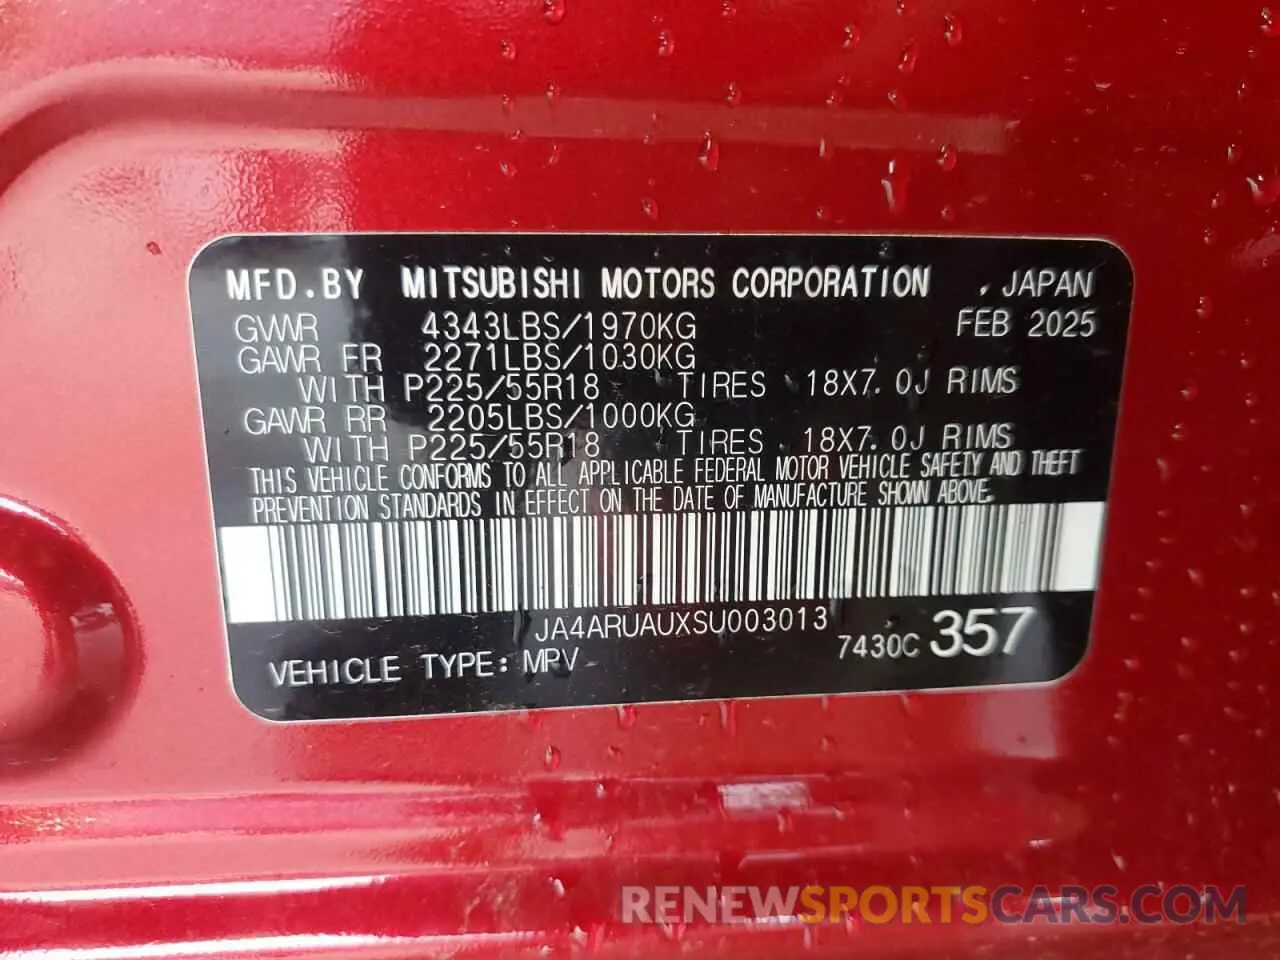 MFD.BY MITSUBISHI MOTORS CORPORATION , JAPAN
GVWR 4343LBS/1970KG FEB 2025
GAWR FR 2271LBS/1030KG
WITH P225/55R18 TIRES , 18X7.0J RIMS
GAWR RR 2205LBS/1000KG
WITH P225/55R18 TIRES , 18X7.0J RIMS
THIS VEHICLE CONFORMS TO ALL APPLICABLE FEDERAL MOTOR VEHICLE SAFETY AND THEFT
PREVENTION STANDARDS IN EFFECT ON THE DATE OF MANUFACTURE SHOWN ABOVE.
JA4ARUAUXSU003013
VEHICLE TYPE: MPV 7430C 357
RENEWSPORTSCARS.COM